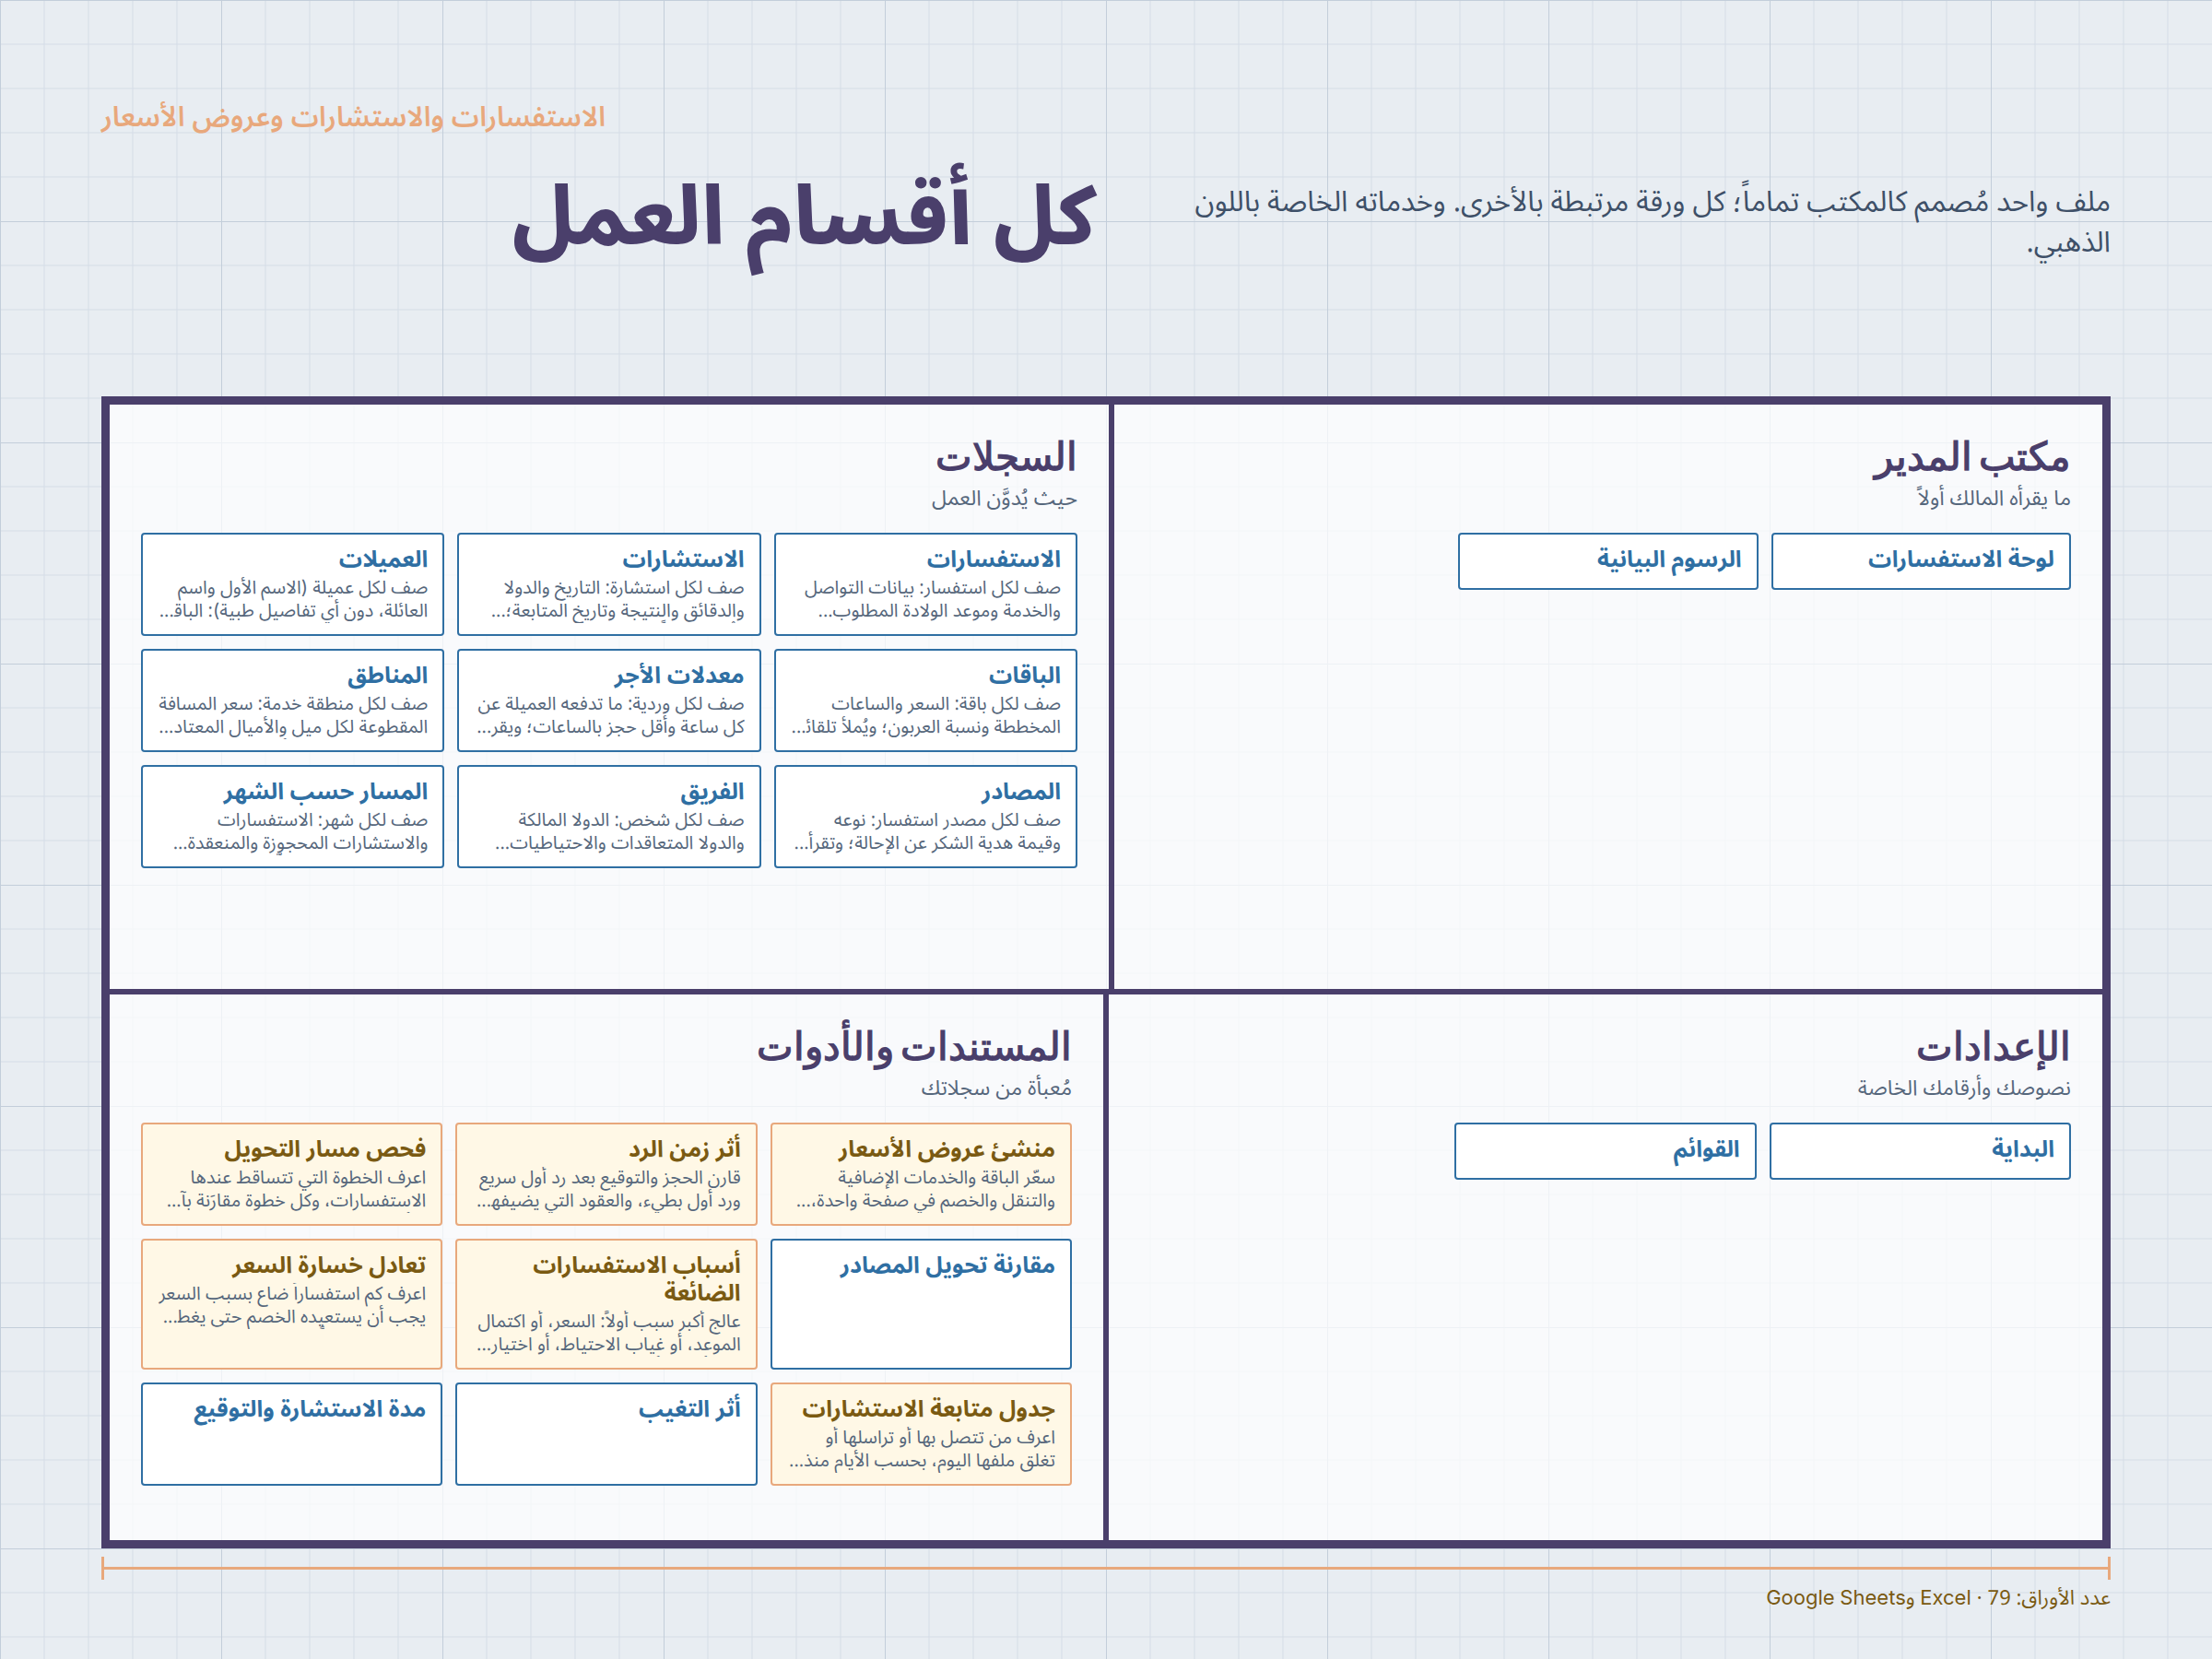 الاستفسارات والاستشارات وعروض الأسعار
كل أقسام العمل
ملف واحد مُصمم كالمكتب تماماً؛ كل ورقة مرتبطة بالأخرى. وخدماته الخاصة باللون
الذهبي.
مكتب المدير
ما يقرأه المالك أولاً
لوحة الاستفسارات
الرسوم البيانية
السجلات
حيث يُدوَّن العمل
الاستفسارات
صف لكل استفسار: بيانات التواصل
والخدمة وموعد الولادة المطلوب...
الاستشارات
صف لكل استشارة: التاريخ والدولا
والدقائق والنتيجة وتاريخ المتابعة؛...
العميلات
صف لكل عميلة (الاسم الأول واسم
العائلة، دون أي تفاصيل طبية): الباق...
الباقات
صف لكل باقة: السعر والساعات
المخططة ونسبة العربون؛ ويُملأ تلقائ...
معدلات الأجر
صف لكل وردية: ما تدفعه العميلة عن
كل ساعة وأقل حجز بالساعات؛ ويقر...
المناطق
صف لكل منطقة خدمة: سعر المسافة
المقطوعة لكل ميل والأميال المعتاد...
المصادر
صف لكل مصدر استفسار: نوعه
وقيمة هدية الشكر عن الإحالة؛ وتقرأ...
الفريق
صف لكل شخص: الدولا المالكة
والدولا المتعاقدات والاحتياطيات...
المسار حسب الشهر
صف لكل شهر: الاستفسارات
والاستشارات المحجوزة والمنعقدة...
الإعدادات
نصوصك وأرقامك الخاصة
البداية
القوائم
المستندات والأدوات
مُعبأة من سجلاتك
منشئ عروض الأسعار
سعّر الباقة والخدمات الإضافية
والتنقل والخصم في صفحة واحدة،...
أثر زمن الرد
قارن الحجز والتوقيع بعد رد أول سريع
ورد أول بطيء، والعقود التي يضيفه...
فحص مسار التحويل
اعرف الخطوة التي تتساقط عندها
الاستفسارات، وكل خطوة مقارَنة بآ...
مقارنة تحويل المصادر
أسباب الاستفسارات
الضائعة
عالج أكبر سبب أولاً: السعر، أو اكتمال
الموعد، أو غياب الاحتياط، أو اختيار...
تعادل خسارة السعر
اعرف كم استفساراً ضاع بسبب السعر
يجب أن يستعيده الخصم حتى يغط...
جدول متابعة الاستشارات
اعرف من تتصل بها أو تراسلها أو
تغلق ملفها اليوم، بحسب الأيام منذ...
أثر التغيب
مدة الاستشارة والتوقيع
عدد الأوراق: 79 · Excel وGoogle Sheets